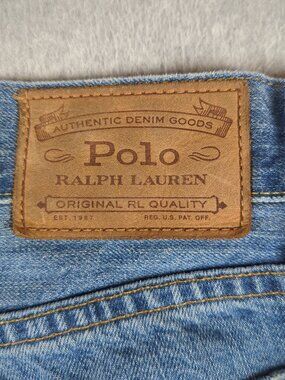 AUTHENTIC DENIM GOODS
Polo
RALPH LAUREN
ORIGINAL RL QUALITY
EST. 1967 REG. U.S. PAT. OFF.